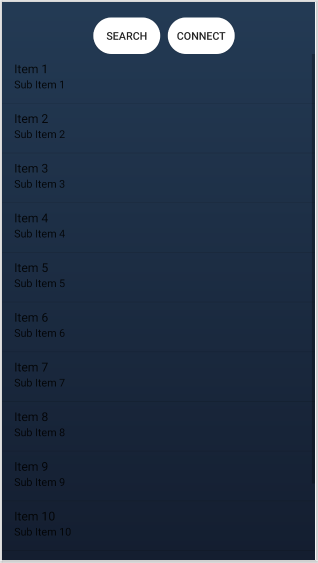 SEARCH CONNECT
Item 1
Sub Item 1
Item 2
Sub Item 2
Item 3
Sub Item 3
Item 4
Sub Item 4
Item 5
Sub Item 5
Item 6
Sub Item 6
Item 7
Sub Item 7
Item 8
Sub Item 8
Item 9
Sub Item 9
Item 10
Sub Item 10